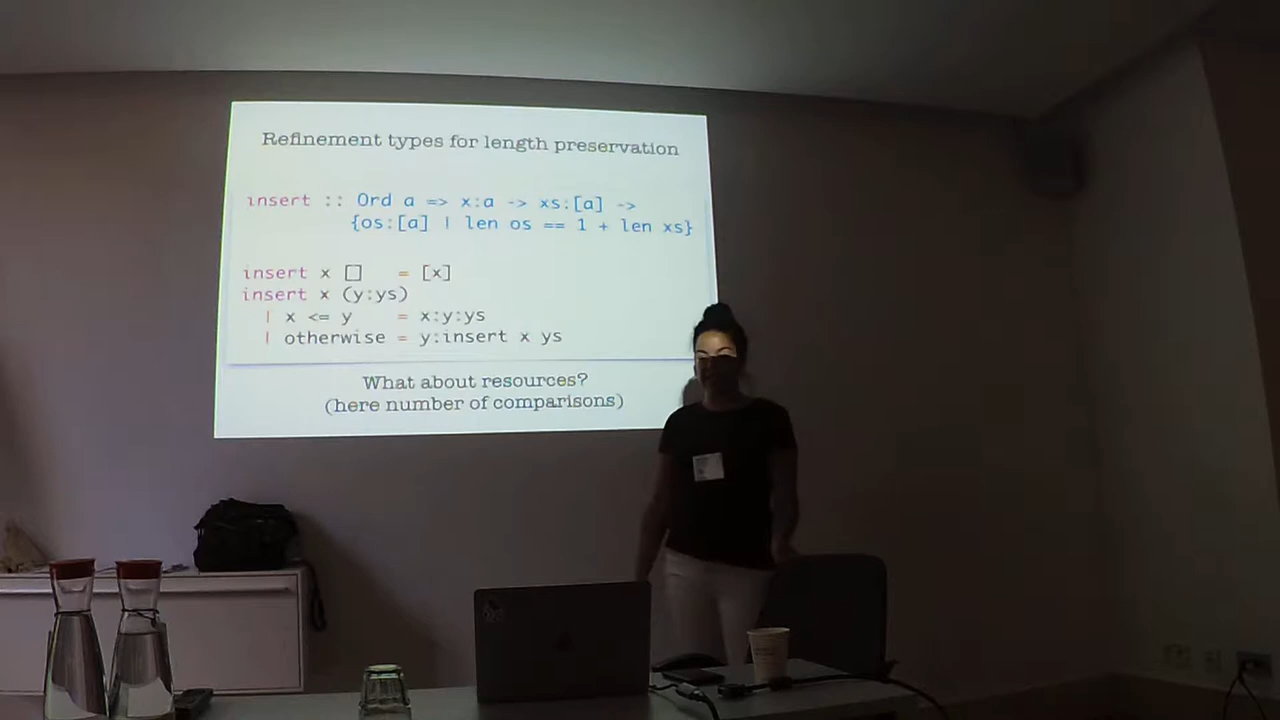 Refinement types for length preservation
insert :: Ord a => x:a -> xs:[a] ->
{os:[a] | len os == 1 + len xs}
insert x []   = [x]
insert x (y:ys)
| x <= y    = x:y:ys
| otherwise = y:insert x ys
What about resources?
(here number of comparisons)